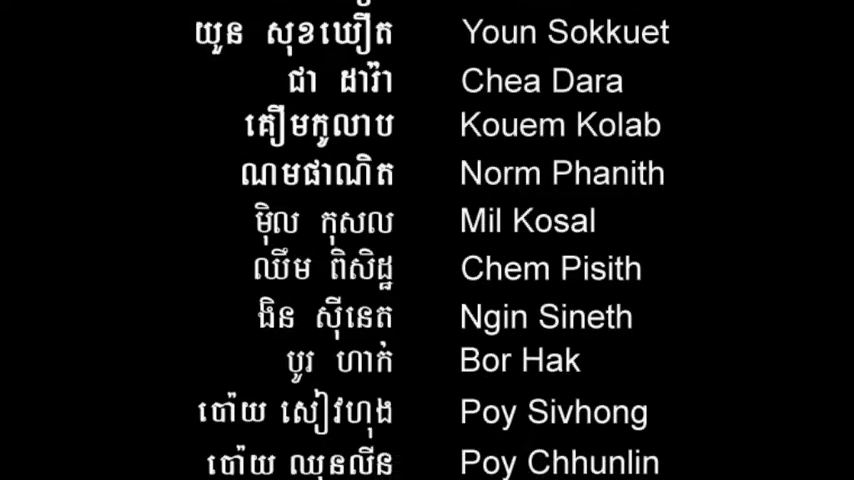 យួន សុខឃឿត Youn Sokkuet
ជា ដារ៉ា Chea Dara
គឿមកូលាប Kouem Kolab
ណមផាណិត Norm Phanith
ម៉ិល កុសល Mil Kosal
ឈឹម ពិសិដ្ឋ Chem Pisith
ង៉ិន ស៊ីនេត Ngin Sineth
បូរ ហាក់ Bor Hak
ប៉ោយ សៀវហុង Poy Sivhong
ប៉ោយ ឈុនលីន Poy Chhunlin